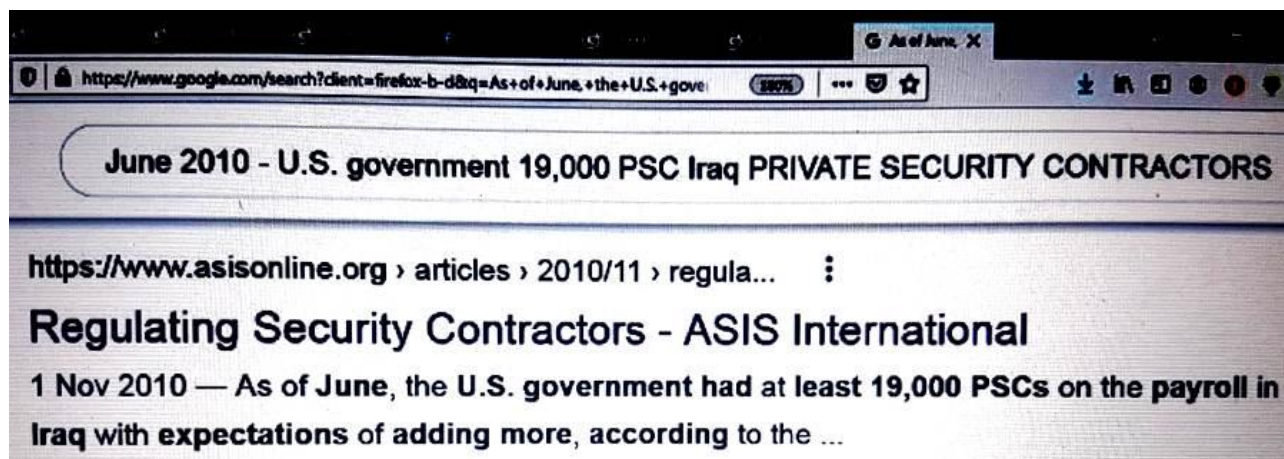 G As of June, X
https://www.google.com/search?client=firefox-b-d&q=As+of+June,+the+U.S.+gove
June 2010 - U.S. government 19,000 PSC Iraq PRIVATE SECURITY CONTRACTORS
https://www.asisonline.org › articles › 2010/11 › regula...
Regulating Security Contractors - ASIS International
1 Nov 2010 — As of June, the U.S. government had at least 19,000 PSCs on the payroll in
Iraq with expectations of adding more, according to the ...